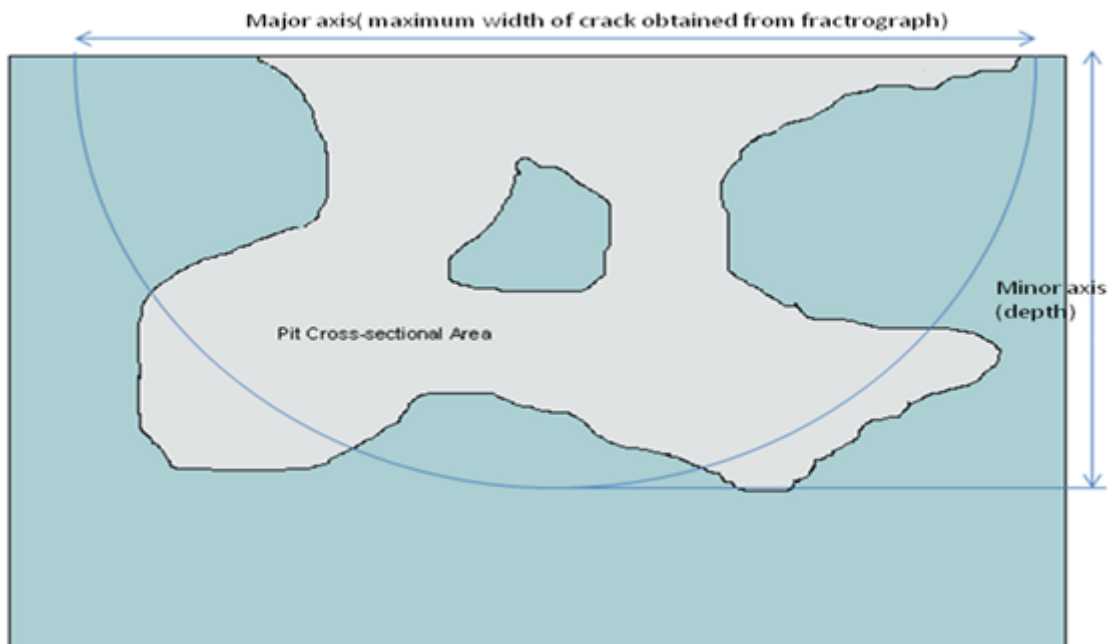 Major axis( maximum width of crack obtained from fractrograph)
Minor axis
(depth)
Pit Cross-sectional Area